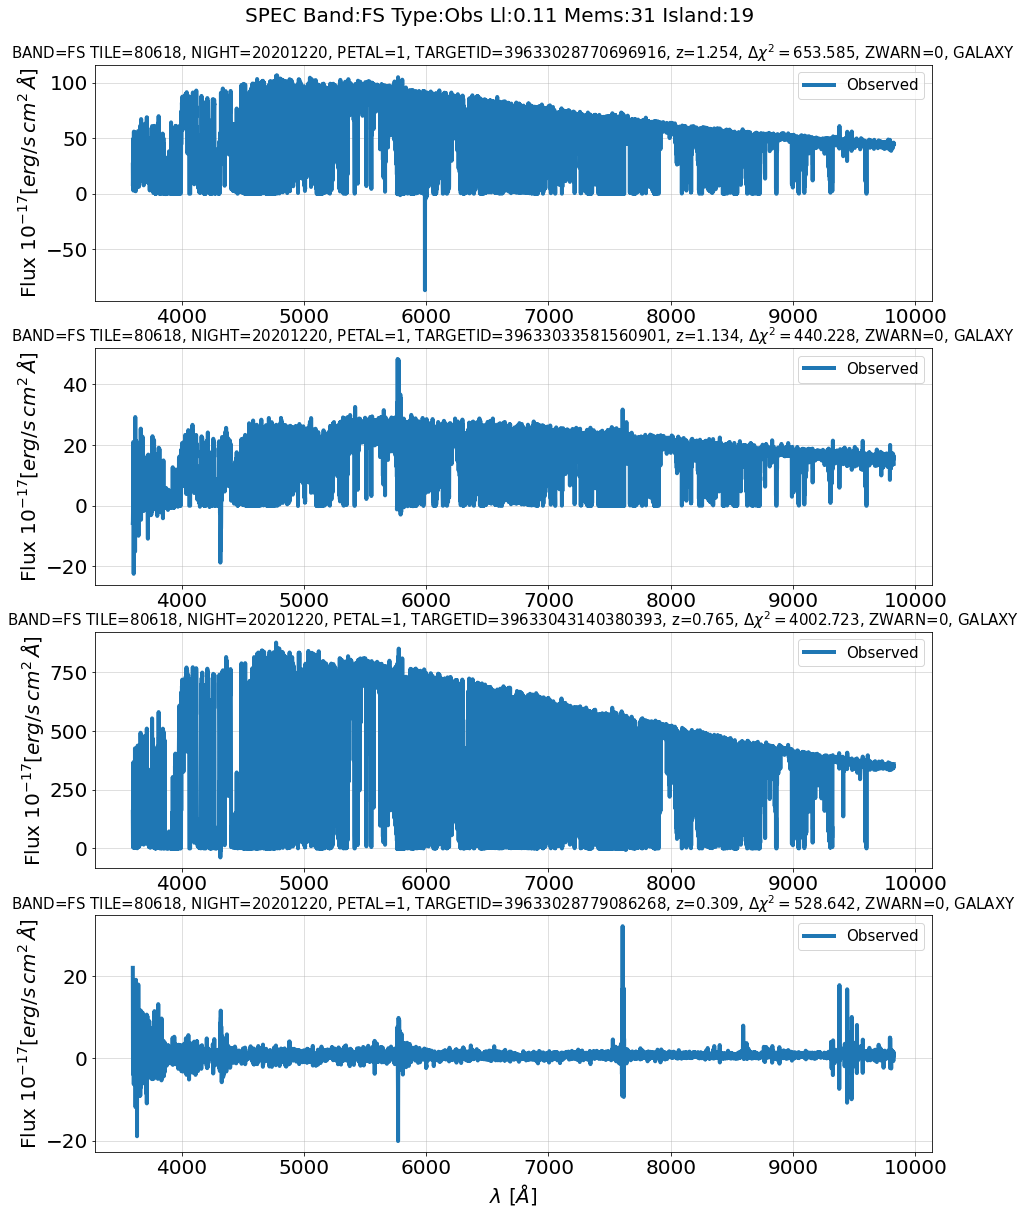 SPEC Band:FS Type:Obs Ll:0.11 Mems:31 Island:19
BAND=FS TILE=80618, NIGHT=20201220, PETAL=1, TARGETID=39633028770696916, z=1.254, Δχ² = 653.585, ZWARN=0, GALAXY
Flux 10⁻¹⁷[erg/s cm² Å]
100
50
0
−50
Observed
4000 5000 6000 7000 8000 9000 10000
BAND=FS TILE=80618, NIGHT=20201220, PETAL=1, TARGETID=39633033581560901, z=1.134, Δχ² = 440.228, ZWARN=0, GALAXY
Flux 10⁻¹⁷[erg/s cm² Å]
40
20
0
−20
Observed
4000 5000 6000 7000 8000 9000 10000
BAND=FS TILE=80618, NIGHT=20201220, PETAL=1, TARGETID=39633043140380393, z=0.765, Δχ² = 4002.723, ZWARN=0, GALAXY
Flux 10⁻¹⁷[erg/s cm² Å]
750
500
250
0
Observed
4000 5000 6000 7000 8000 9000 10000
BAND=FS TILE=80618, NIGHT=20201220, PETAL=1, TARGETID=39633028779086268, z=0.309, Δχ² = 528.642, ZWARN=0, GALAXY
Flux 10⁻¹⁷[erg/s cm² Å]
20
0
−20
Observed
4000 5000 6000 7000 8000 9000 10000
λ [Å]